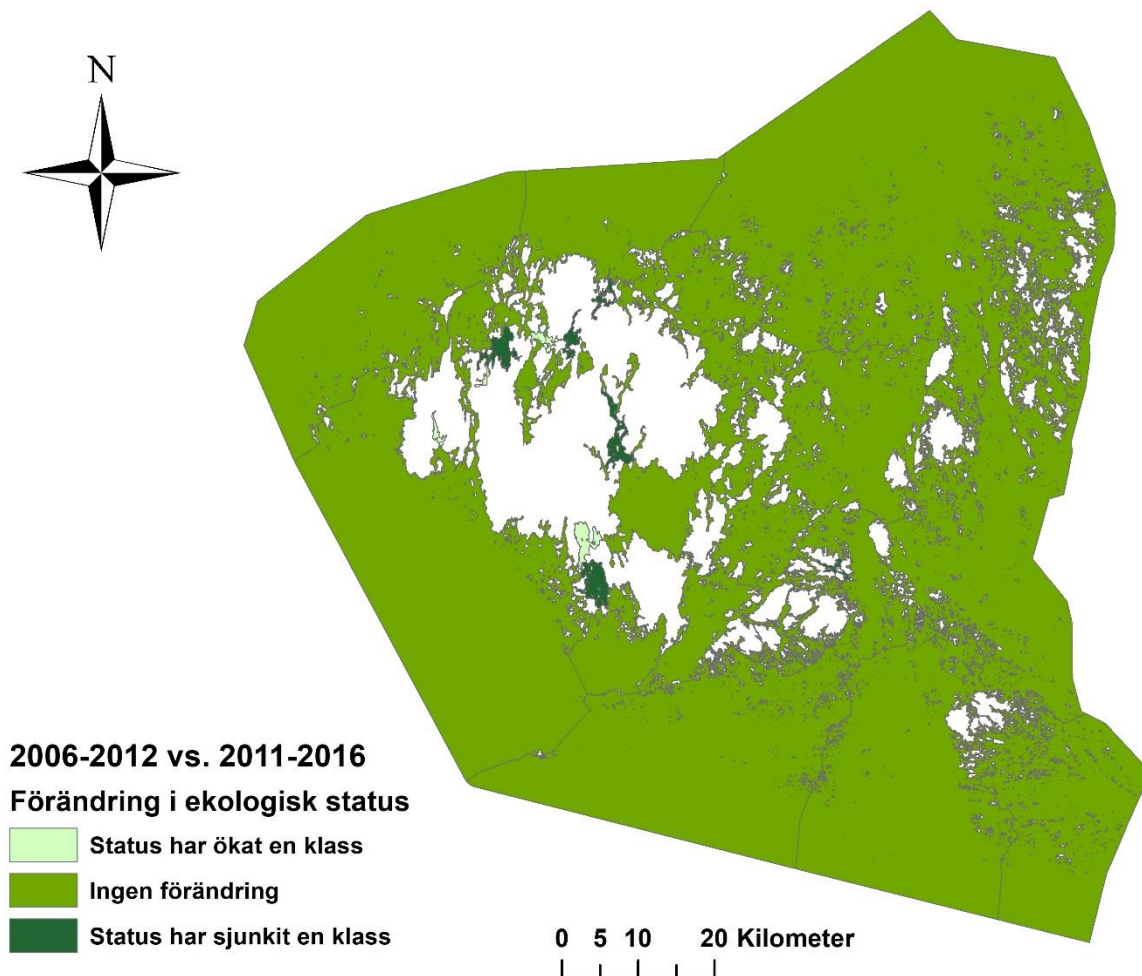 N
2006-2012 vs. 2011-2016
Förändring i ekologisk status
Status har ökat en klass
Ingen förändring
Status har sjunkit en klass
0 5 10 20 Kilometer